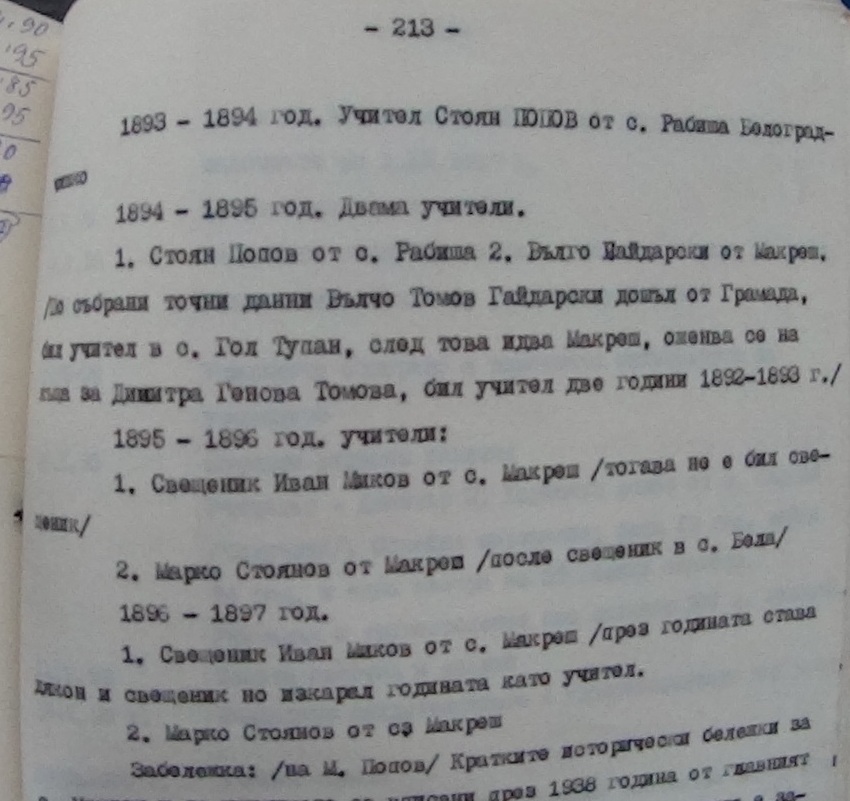 - 213 -
1893 - 1894 год. Учител Стоян ПОПОВ от с. Рабиша Белоград-
1894 - 1895 год. Двама учители.
1. Стоян Попов от с. Рабиша 2. Вълго Найдарски от Макреш.
/По събрани точни данни Вълчо Томов Гайдарски дошъл от Грамада,
бил учител в с. Гол Тупан, след това идва Макреш, оженва се на
за Димитра Генова Томова, бил учител две години 1892-1893 г./
1895 - 1896 год. учители:
1. Свещеник Иван Миков от с. Макреш /тогава не е бил све-
щеник/
2. Марко Стоянов от Макреш /после свещеник в с. Бела/
1896 - 1897 год.
1. Свещеник Иван Миков от с. Макреш /през годината става
дякон и свещеник но изкарал годината като учител.
2. Марко Стоянов от сэ Макреш
Забележка: /на М. Попов/ Кратките исторически бележки за
през 1938 година от главният